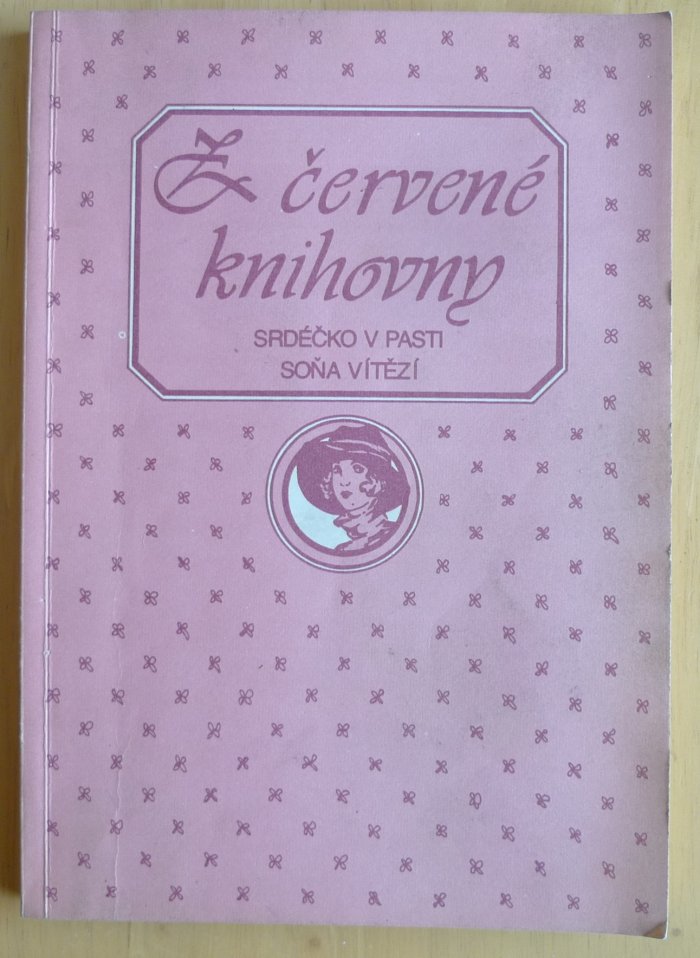 Z červené
knihovny
SRDÉČKO V PASTI
SOŇA VÍTĚZÍ